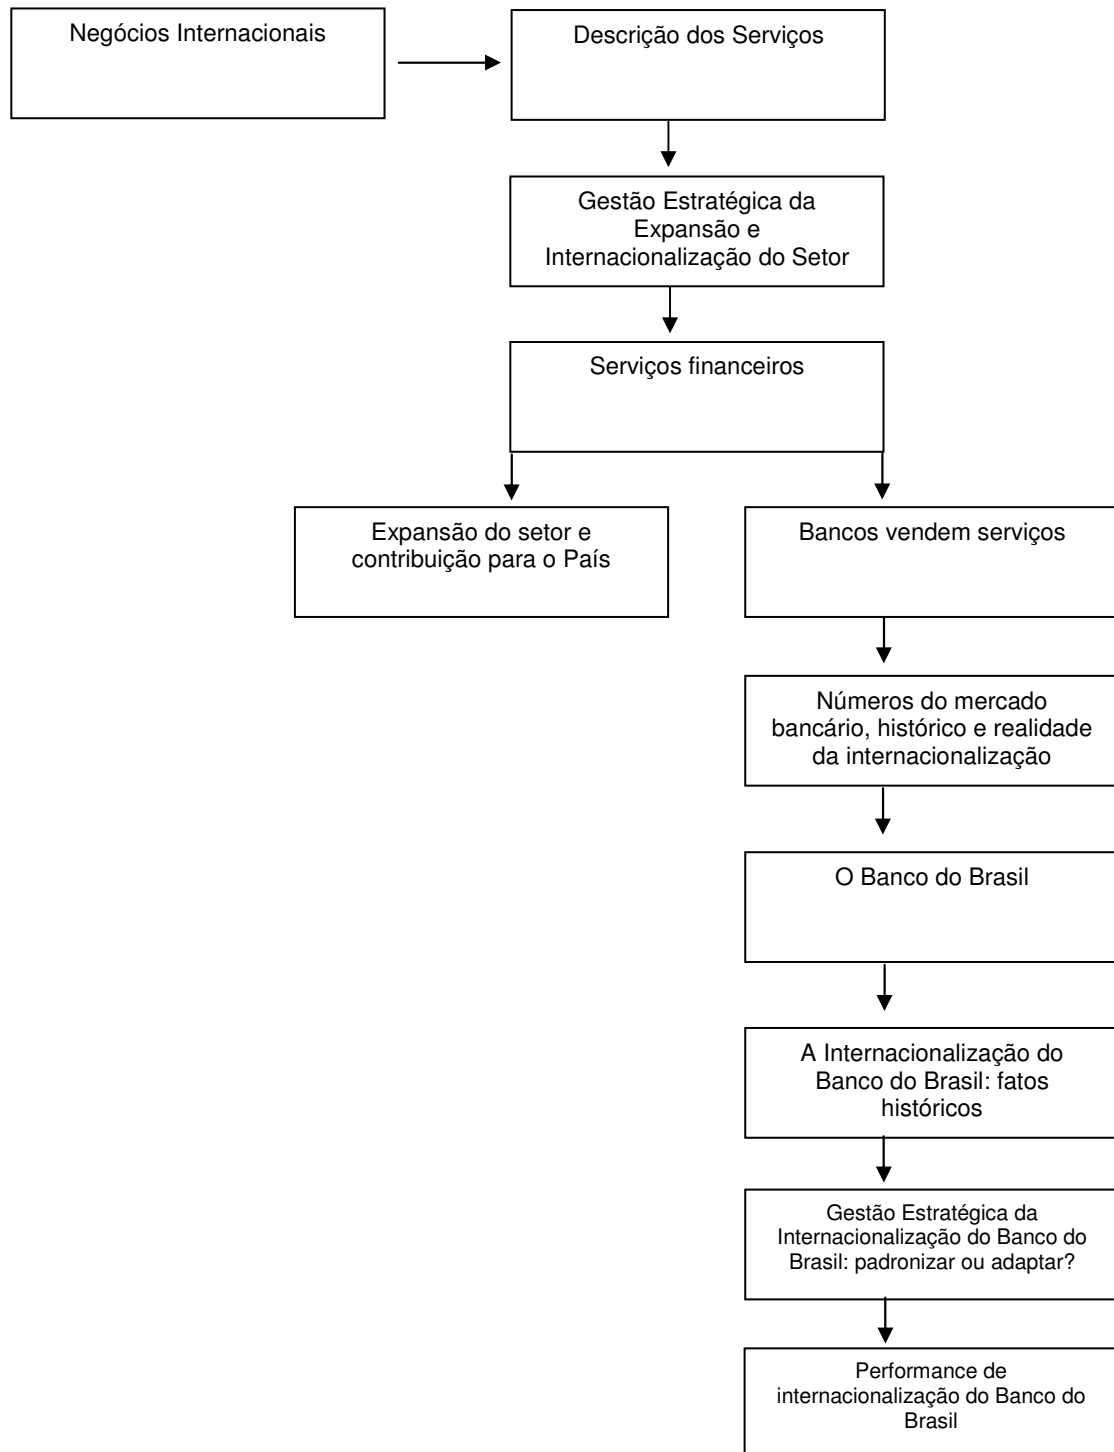 Negócios Internacionais
Descrição dos Serviços
Gestão Estratégica da
Expansão e
Internacionalização do Setor
Serviços financeiros
Expansão do setor e
contribuição para o País
Bancos vendem serviços
Números do mercado
bancário, histórico e realidade
da internacionalização
O Banco do Brasil
A Internacionalização do
Banco do Brasil: fatos
históricos
Gestão Estratégica da
Internacionalização do Banco do
Brasil: padronizar ou adaptar?
Performance de
internacionalização do Banco do
Brasil